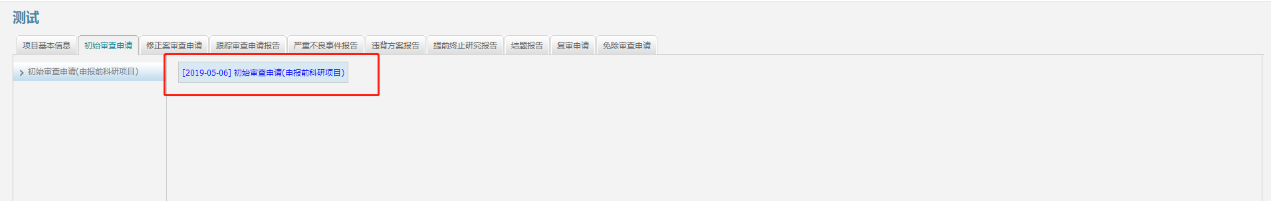 测试
项目基本信息 初始审查申请 修正案审查申请 跟踪审查申请报告 严重不良事件报告 违背方案报告 提前终止研究报告 结题报告 复审申请 免除审查申请
初始审查申请(申报前科研项目) [2019-05-06] 初始审查申请(申报前科研项目)